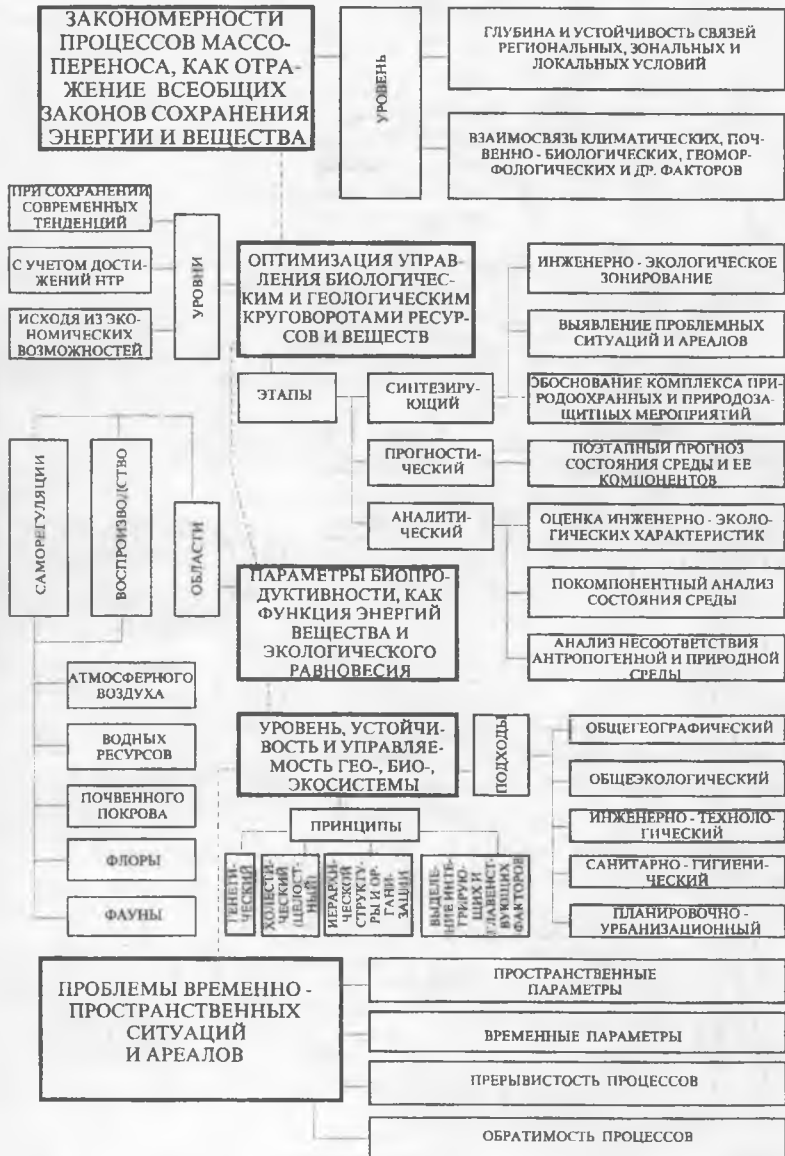 ЗАКОНОМЕРНОСТИ
ПРОЦЕССОВ МАССО-
ПЕРЕНОСА, КАК ОТРА-
ЖЕНИЕ ВСЕОБЩИХ
ЗАКОНОВ СОХРАНЕНИЯ
ЭНЕРГИИ И ВЕЩЕСТВА
УРОВЕНЬ
ГЛУБИНА И УСТОЙЧИВОСТЬ СВЯЗЕЙ
РЕГИОНАЛЬНЫХ, ЗОНАЛЬНЫХ И
ЛОКАЛЬНЫХ УСЛОВИЙ
ВЗАИМОСВЯЗЬ КЛИМАТИЧЕСКИХ, ПОЧ-
ВЕННО - БИОЛОГИЧЕСКИХ, ГЕОМОР-
ФОЛОГИЧЕСКИХ И ДР. ФАКТОРОВ
ПРИ СОХРАНЕНИИ
СОВРЕМЕННЫХ
ТЕНДЕНЦИЙ
С УЧЕТОМ ДОСТИ-
ЖЕНИЙ НТР
ИСХОДЯ ИЗ ЭКО-
НОМИЧЕСКИХ
ВОЗМОЖНОСТЕЙ
УРОВНИ
ОПТИМИЗАЦИЯ УПРАВ-
ЛЕНИЯ БИОЛОГИЧЕС-
КИМ И ГЕОЛОГИЧЕСКИМ
КРУГОВОРОТАМИ РЕСУР-
СОВ И ВЕЩЕСТВ
ЭТАПЫ
СИНТЕЗИРУ-
ЮЩИЙ
ПРОГНОСТИ-
ЧЕСКИЙ
АНАЛИТИ-
ЧЕСКИЙ
ИНЖЕНЕРНО - ЭКОЛОГИЧЕСКОЕ
ЗОНИРОВАНИЕ
ВЫЯВЛЕНИЕ ПРОБЛЕМНЫХ
СИТУАЦИЙ И АРЕАЛОВ
ОБОСНОВАНИЕ КОМПЛЕКСА ПРИ-
РОДООХРАННЫХ И ПРИРОДОЗА-
ЩИТНЫХ МЕРОПРИЯТИЙ
ПОЭТАПНЫЙ ПРОГНОЗ
СОСТОЯНИЯ СРЕДЫ И ЕЕ
КОМПОНЕНТОВ
ОЦЕНКА ИНЖЕНЕРНО - ЭКОЛО-
ГИЧЕСКИХ ХАРАКТЕРИСТИК
ПОКОМПОНЕНТНЫЙ АНАЛИЗ
СОСТОЯНИЯ СРЕДЫ
АНАЛИЗ НЕСООТВЕТСТВИЯ
АНТРОПОГЕННОЙ И ПРИРОДНОЙ
СРЕДЫ
САМОРЕГУЛЯЦИИ
ВОСПРОИЗВОДСТВО
ОБЛАСТИ
ПАРАМЕТРЫ БИОПРО-
ДУКТИВНОСТИ, КАК
ФУНКЦИЯ ЭНЕРГИЙ
ВЕЩЕСТВА И
ЭКОЛОГИЧЕСКОГО
РАВНОВЕСИЯ
АТМОСФЕРНОГО
ВОЗДУХА
ВОДНЫХ
РЕСУРСОВ
ПОЧВЕННОГО
ПОКРОВА
ФЛОРЫ
ФАУНЫ
УРОВЕНЬ, УСТОЙЧИ-
ВОСТЬ И УПРАВЛЯЕ-
МОСТЬ ГЕО-, БИО-,
ЭКОСИСТЕМЫ
ПОДХОДЫ
ОБЩЕГЕОГРАФИЧЕСКИЙ
ОБЩЕЭКОЛОГИЧЕСКИЙ
ИНЖЕНЕРНО - ТЕХНОЛО-
ГИЧЕСКИЙ
САНИТАРНО - ГИГИЕНИ-
ЧЕСКИЙ
ПЛАНИРОВОЧНО -
УРБАНИЗАЦИОННЫЙ
ПРИНЦИПЫ
ГЕНЕТИ-
ЧЕСКИЙ
ХОЛЕСТИ-
ЧЕСКИЙ
(ЦЕЛОСТ-
НЫЙ)
ИЕРАРХИ-
ЧЕСКОЙ
СТРУКТУ-
РЫ И ОР-
ГАНИ-
ЗАЦИИ
ВЫДЕЛЕ-
НИЕ ИНТЕ-
ГРИРУЮ-
ЩИХ И
ГЛАВЕНСТ-
ВУЮЩИХ
ФАКТОРОВ
ПРОБЛЕМЫ ВРЕМЕННО -
ПРОСТРАНСТВЕННЫХ
СИТУАЦИЙ
И АРЕАЛОВ
ПРОСТРАНСТВЕННЫЕ
ПАРАМЕТРЫ
ВРЕМЕННЫЕ ПАРАМЕТРЫ
ПРЕРЫВИСТОСТЬ ПРОЦЕССОВ
ОБРАТИМОСТЬ ПРОЦЕССОВ